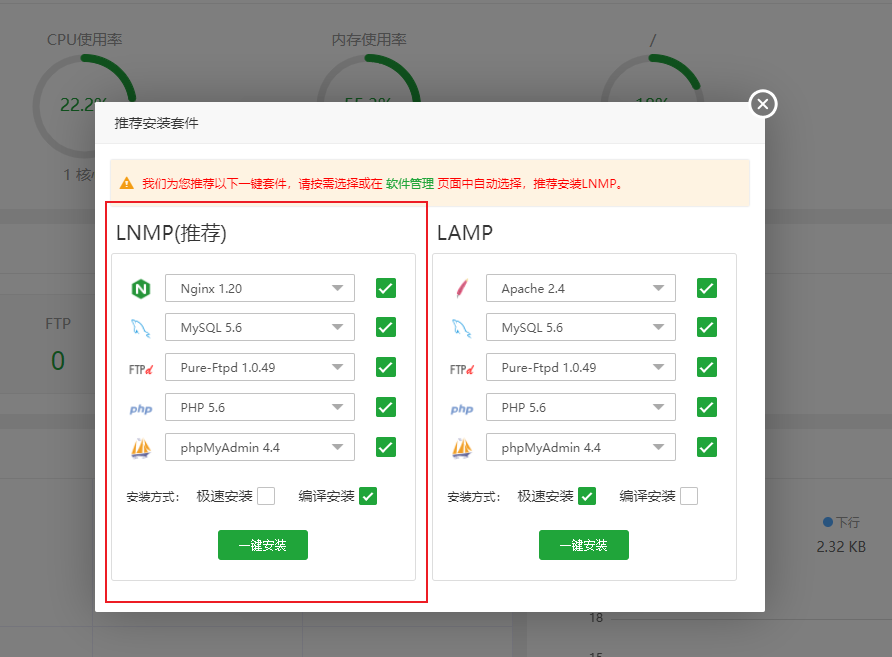 CPU使用率
内存使用率
/
22.2%
18%
1 核心
推荐安装套件
我们为您推荐以下一键套件，请按需选择或在 软件管理 页面中自动选择，推荐安装LNMP。
LNMP(推荐)
Nginx 1.20
MySQL 5.6
FTPd
Pure-Ftpd 1.0.49
php
PHP 5.6
phpMyAdmin 4.4
安装方式：
极速安装
编译安装
一键安装
LAMP
Apache 2.4
MySQL 5.6
FTPd
Pure-Ftpd 1.0.49
php
PHP 5.6
phpMyAdmin 4.4
安装方式：
极速安装
编译安装
一键安装
FTP
0
下行
2.32 KB
18
15